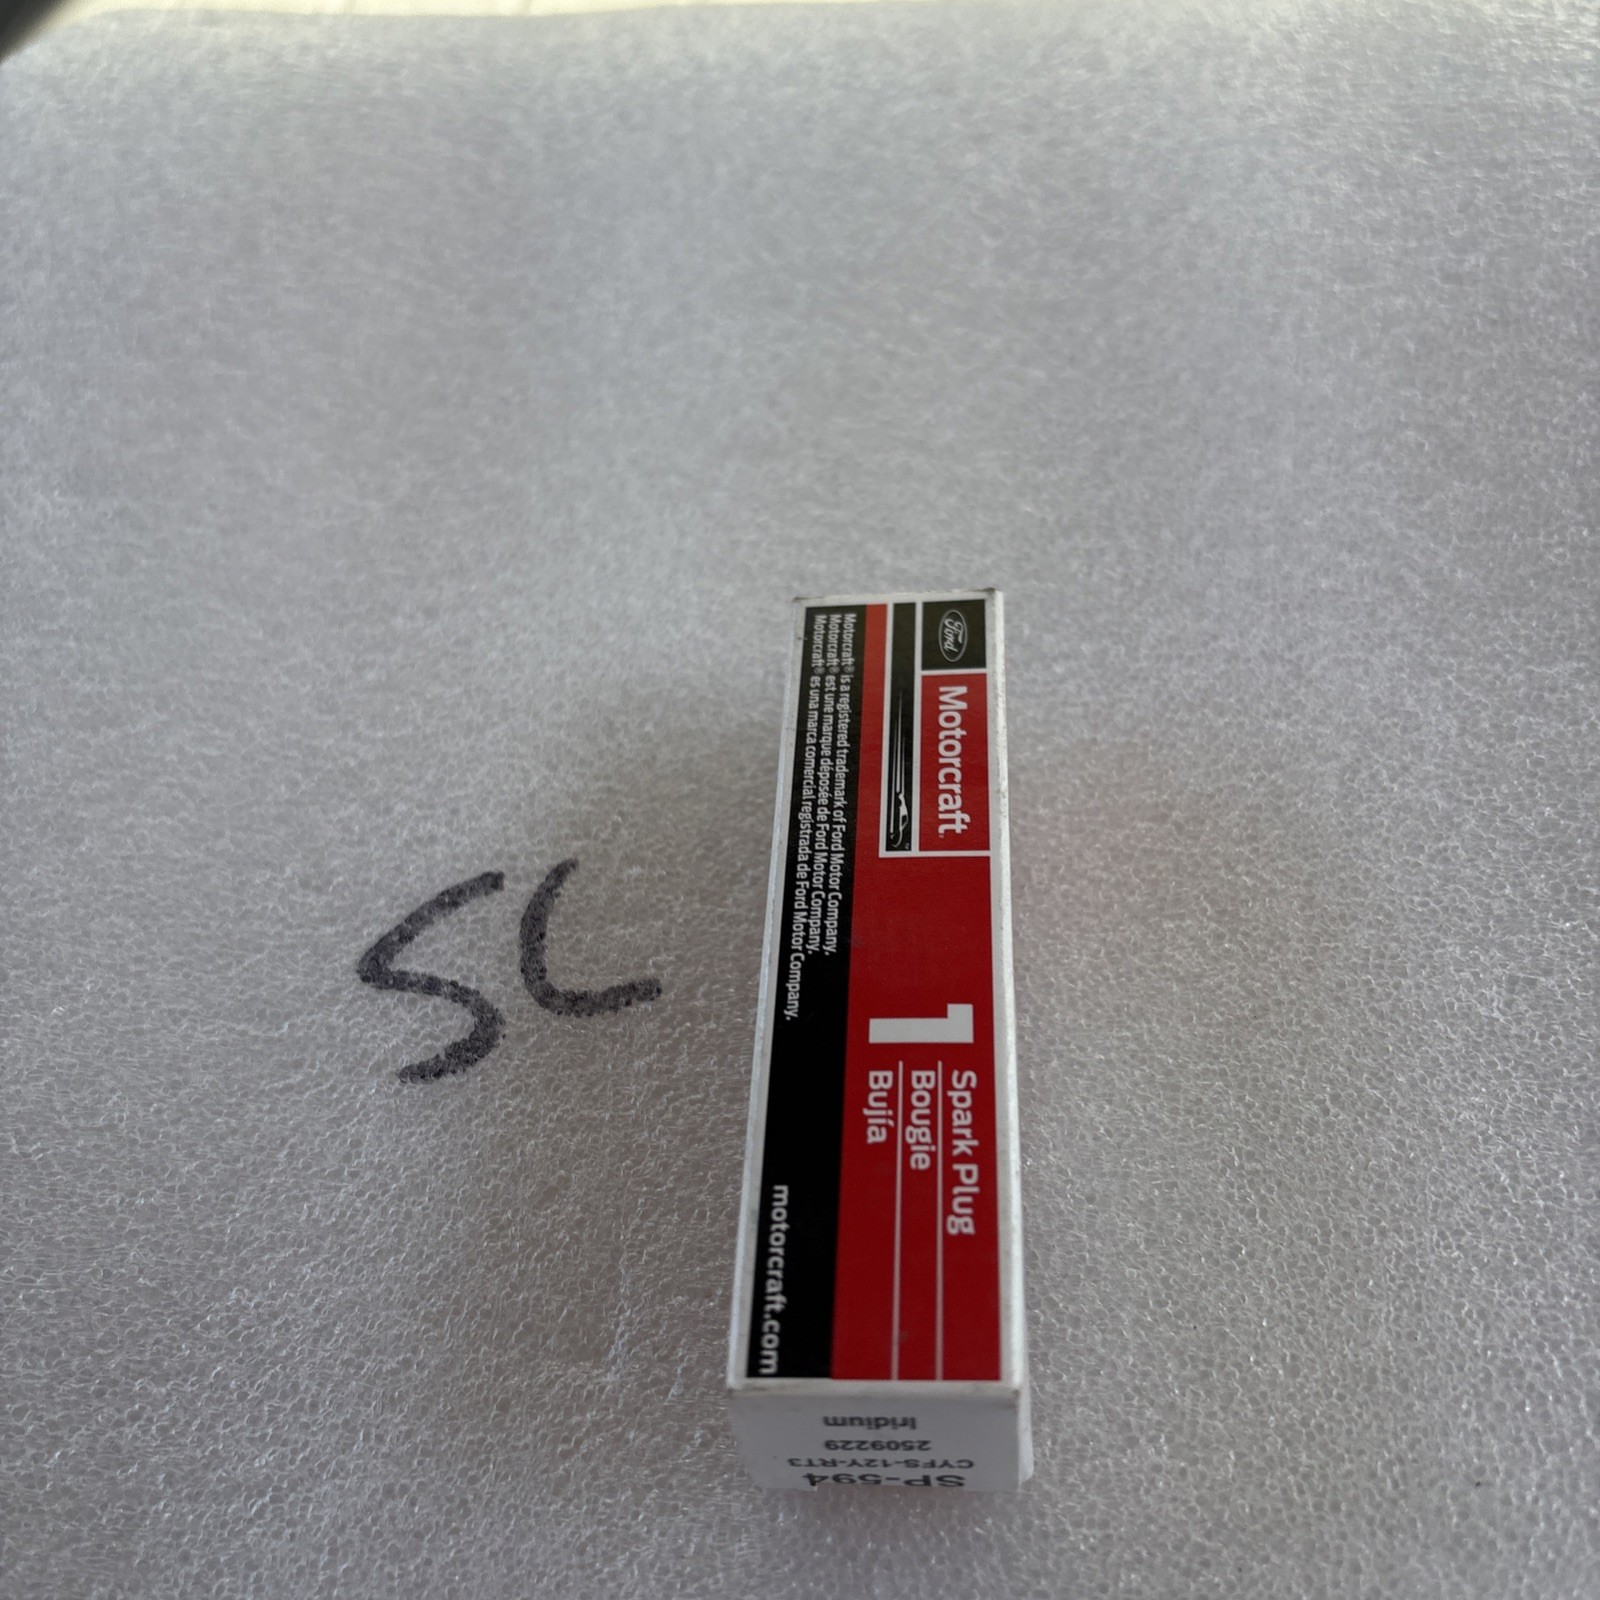 SC
Ford
Motorcraft
Motorcraft® is a registered trademark of Ford Motor Company.
Motorcraft® est une marque déposée de Ford Motor Company.
Motorcraft® es una marca comercial registrada de Ford Motor Company.
1
Spark Plug
Bougie
Bujía
motorcraft.com
SP-594
CYFS-12Y-RT3
2509229
Iridium